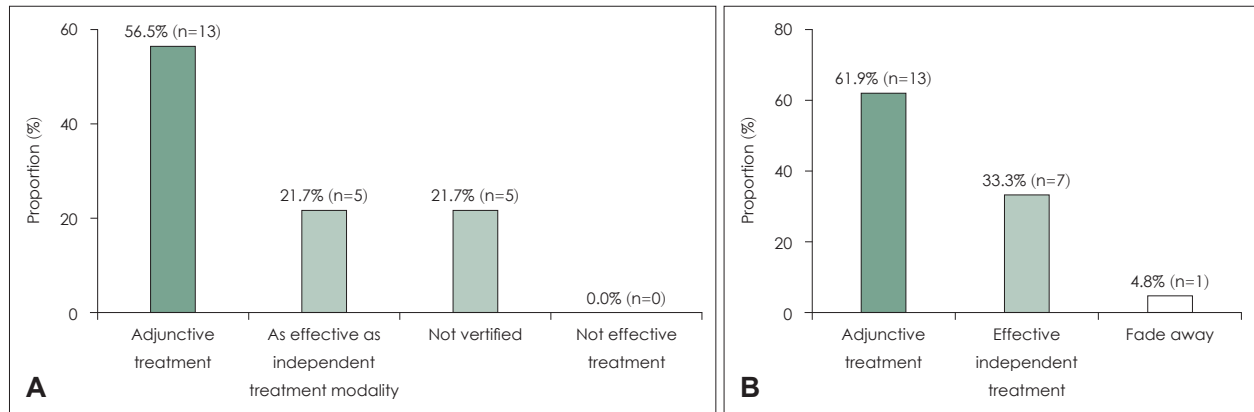 60
40
20
0
Proportion (%)
56.5% (n=13)
21.7% (n=5)
21.7% (n=5)
0.0% (n=0)
Adjunctive
treatment
As effective as
independent
treatment modality
Not vertified
Not effective
treatment
A
80
60
40
20
0
Proportion (%)
61.9% (n=13)
33.3% (n=7)
4.8% (n=1)
Adjunctive
treatment
Effective
independent
treatment
Fade away
B